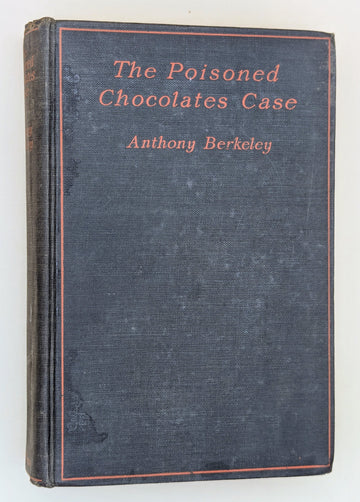 The Poisoned
Chocolates Case
Anthony Berkeley